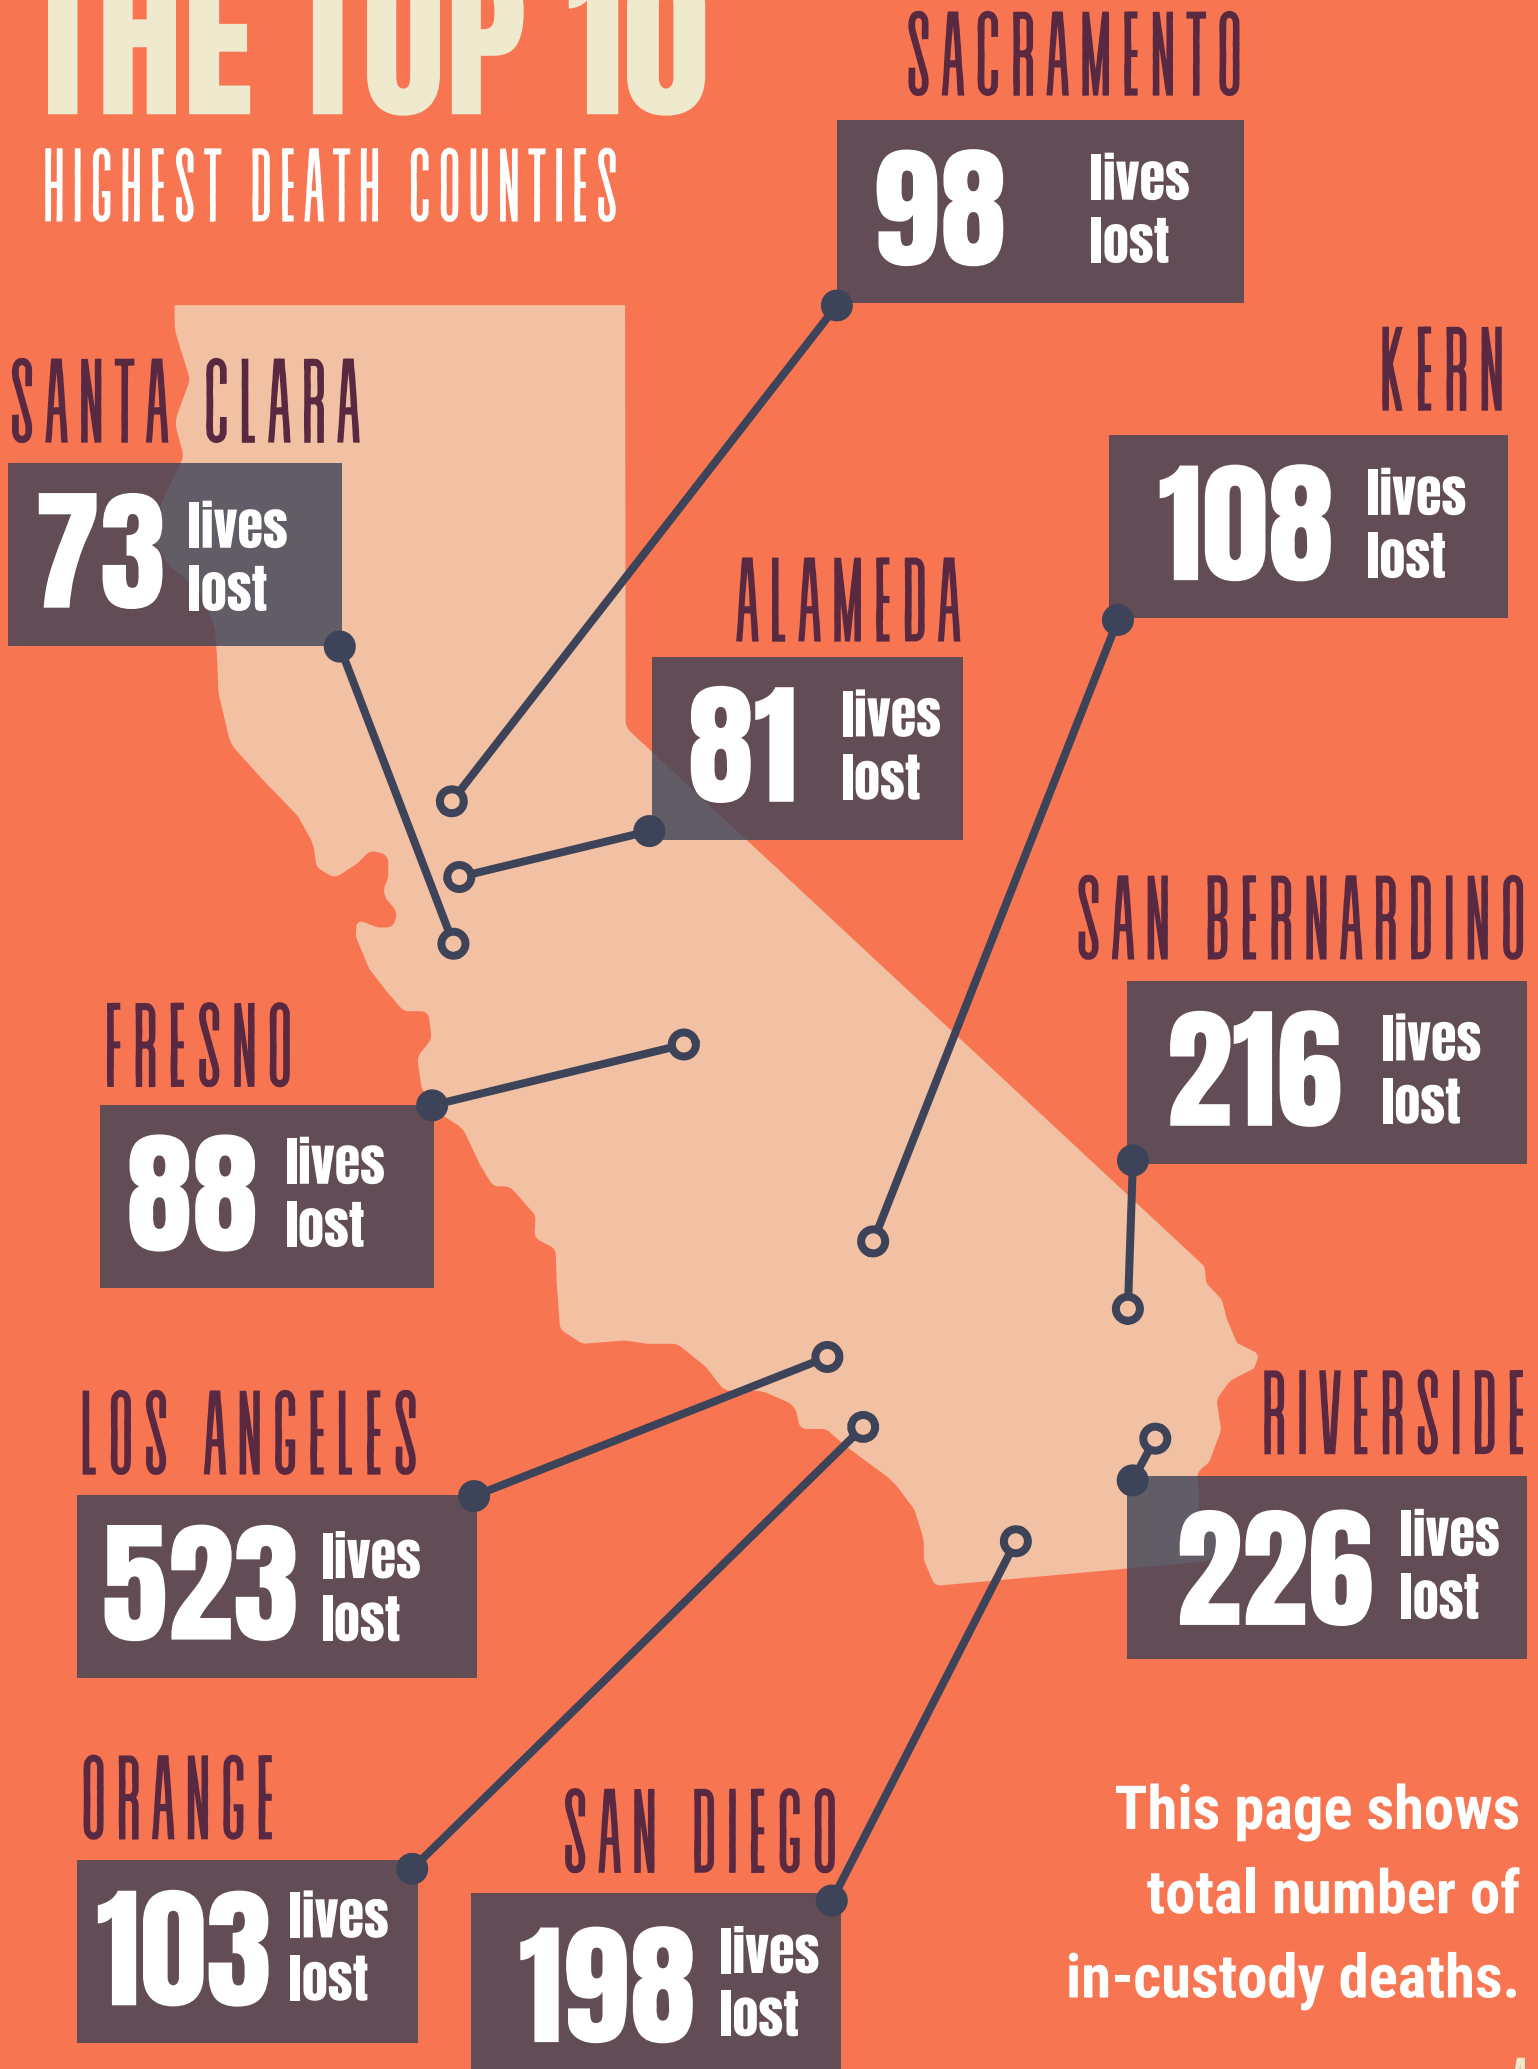 THE TOP 10
HIGHEST DEATH COUNTIES
SACRAMENTO
98 lives
lost
KERN
108 lives
lost
SANTA CLARA
73 lives
lost
ALAMEDA
81 lives
lost
SAN BERNARDINO
216 lives
lost
FRESNO
88 lives
lost
RIVERSIDE
226 lives
lost
LOS ANGELES
523 lives
lost
ORANGE
103 lives
lost
SAN DIEGO
198 lives
lost
This page shows
total number of
in-custody deaths.